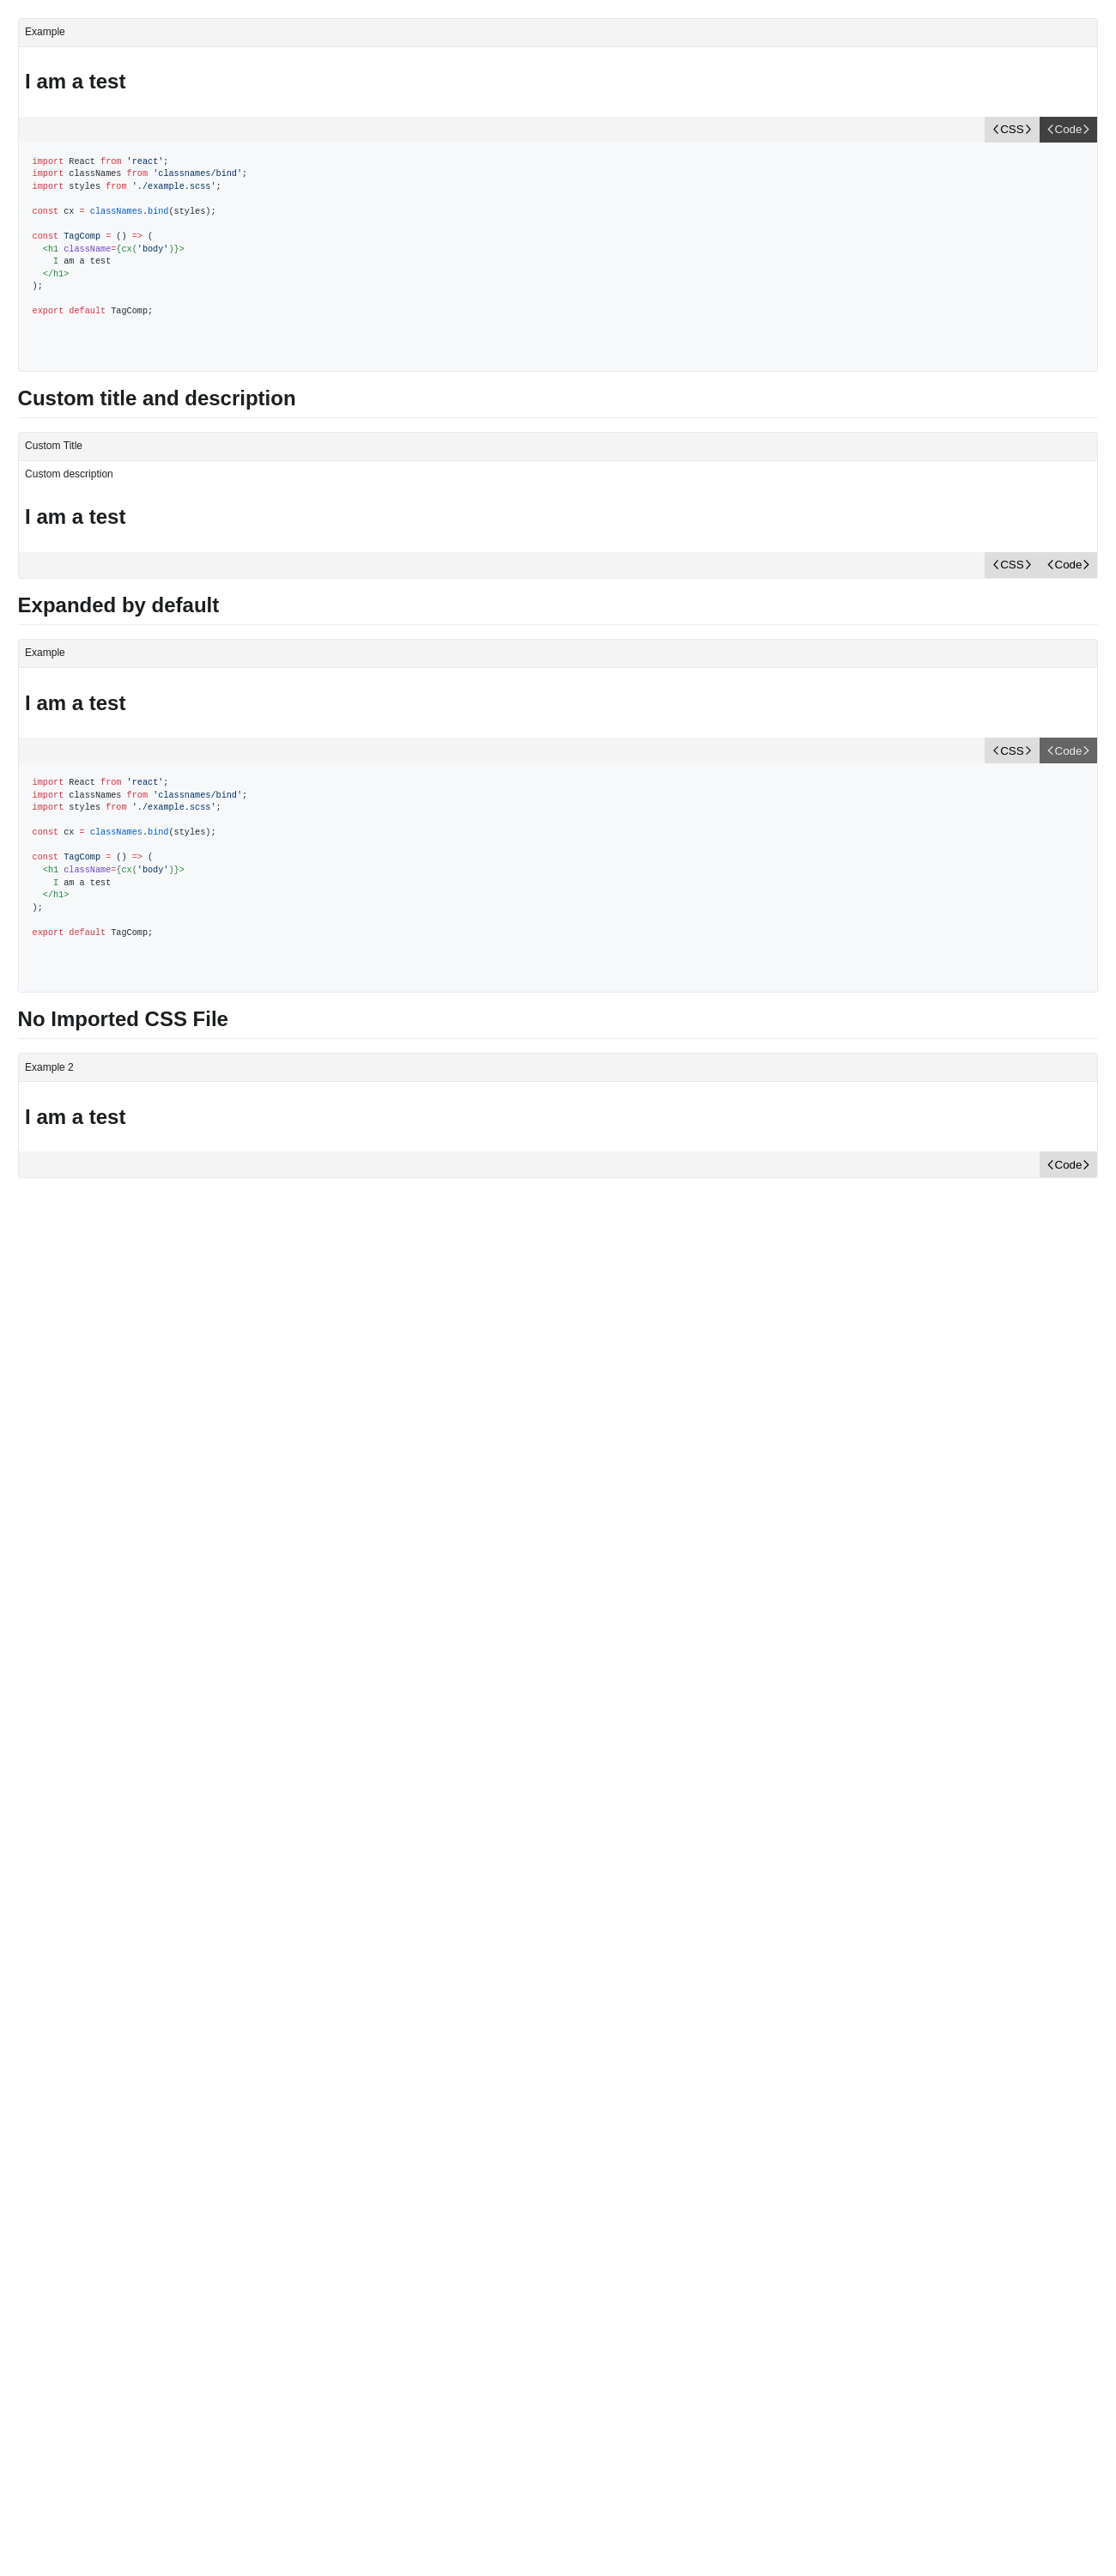 Example
I am a test
<CSS> <Code>
import React from 'react';
import classNames from 'classnames/bind';
import styles from './example.scss';
const cx = classNames.bind(styles);
const TagComp = () => (
<h1 className={cx('body')}>
I am a test
</h1>
);
export default TagComp;
Custom title and description
Custom Title
Custom description
I am a test
<CSS> <Code>
Expanded by default
Example
I am a test
<CSS> <Code>
import React from 'react';
import classNames from 'classnames/bind';
import styles from './example.scss';
const cx = classNames.bind(styles);
const TagComp = () => (
<h1 className={cx('body')}>
I am a test
</h1>
);
export default TagComp;
No Imported CSS File
Example 2
I am a test
<Code>